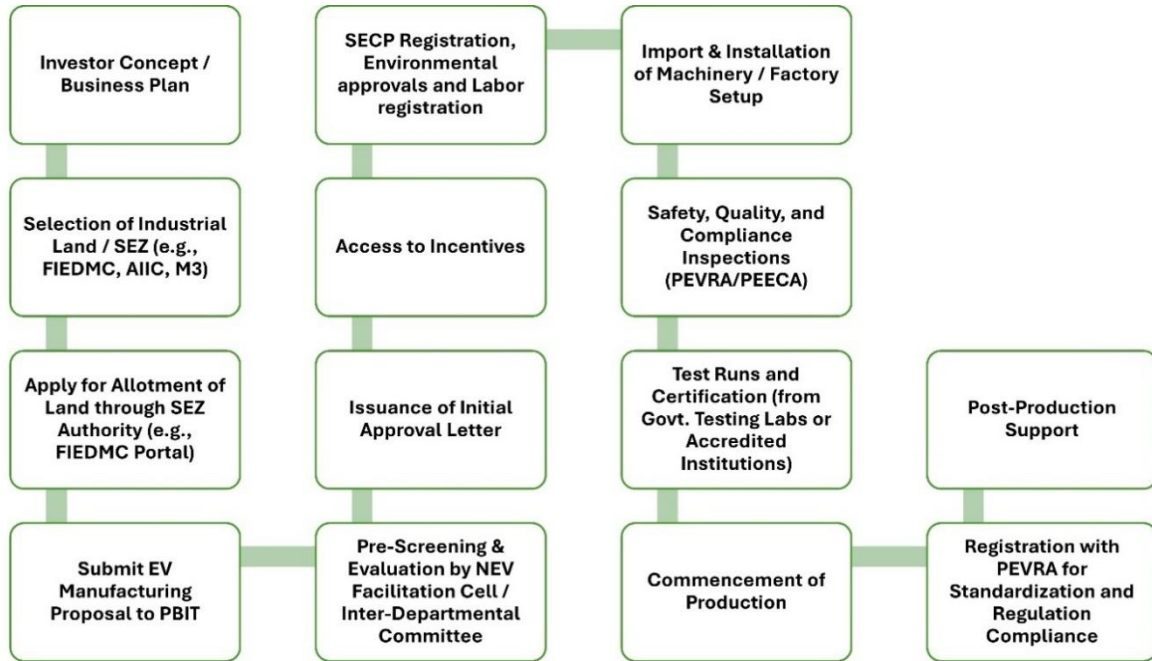 Investor Concept /
Business Plan
Selection of Industrial
Land / SEZ (e.g.,
FIEDMC, AIIC, M3)
Apply for Allotment of
Land through SEZ
Authority (e.g.,
FIEDMC Portal)
Submit EV
Manufacturing
Proposal to PBIT
Pre-Screening &
Evaluation by NEV
Facilitation Cell /
Inter-Departmental
Committee
Issuance of Initial
Approval Letter
Access to Incentives
SECP Registration,
Environmental
approvals and Labor
registration
Import & Installation
of Machinery / Factory
Setup
Safety, Quality, and
Compliance
Inspections
(PEVRA/PEECA)
Test Runs and
Certification (from
Govt. Testing Labs or
Accredited
Institutions)
Commencement of
Production
Registration with
PEVRA for
Standardization and
Regulation
Compliance
Post-Production
Support